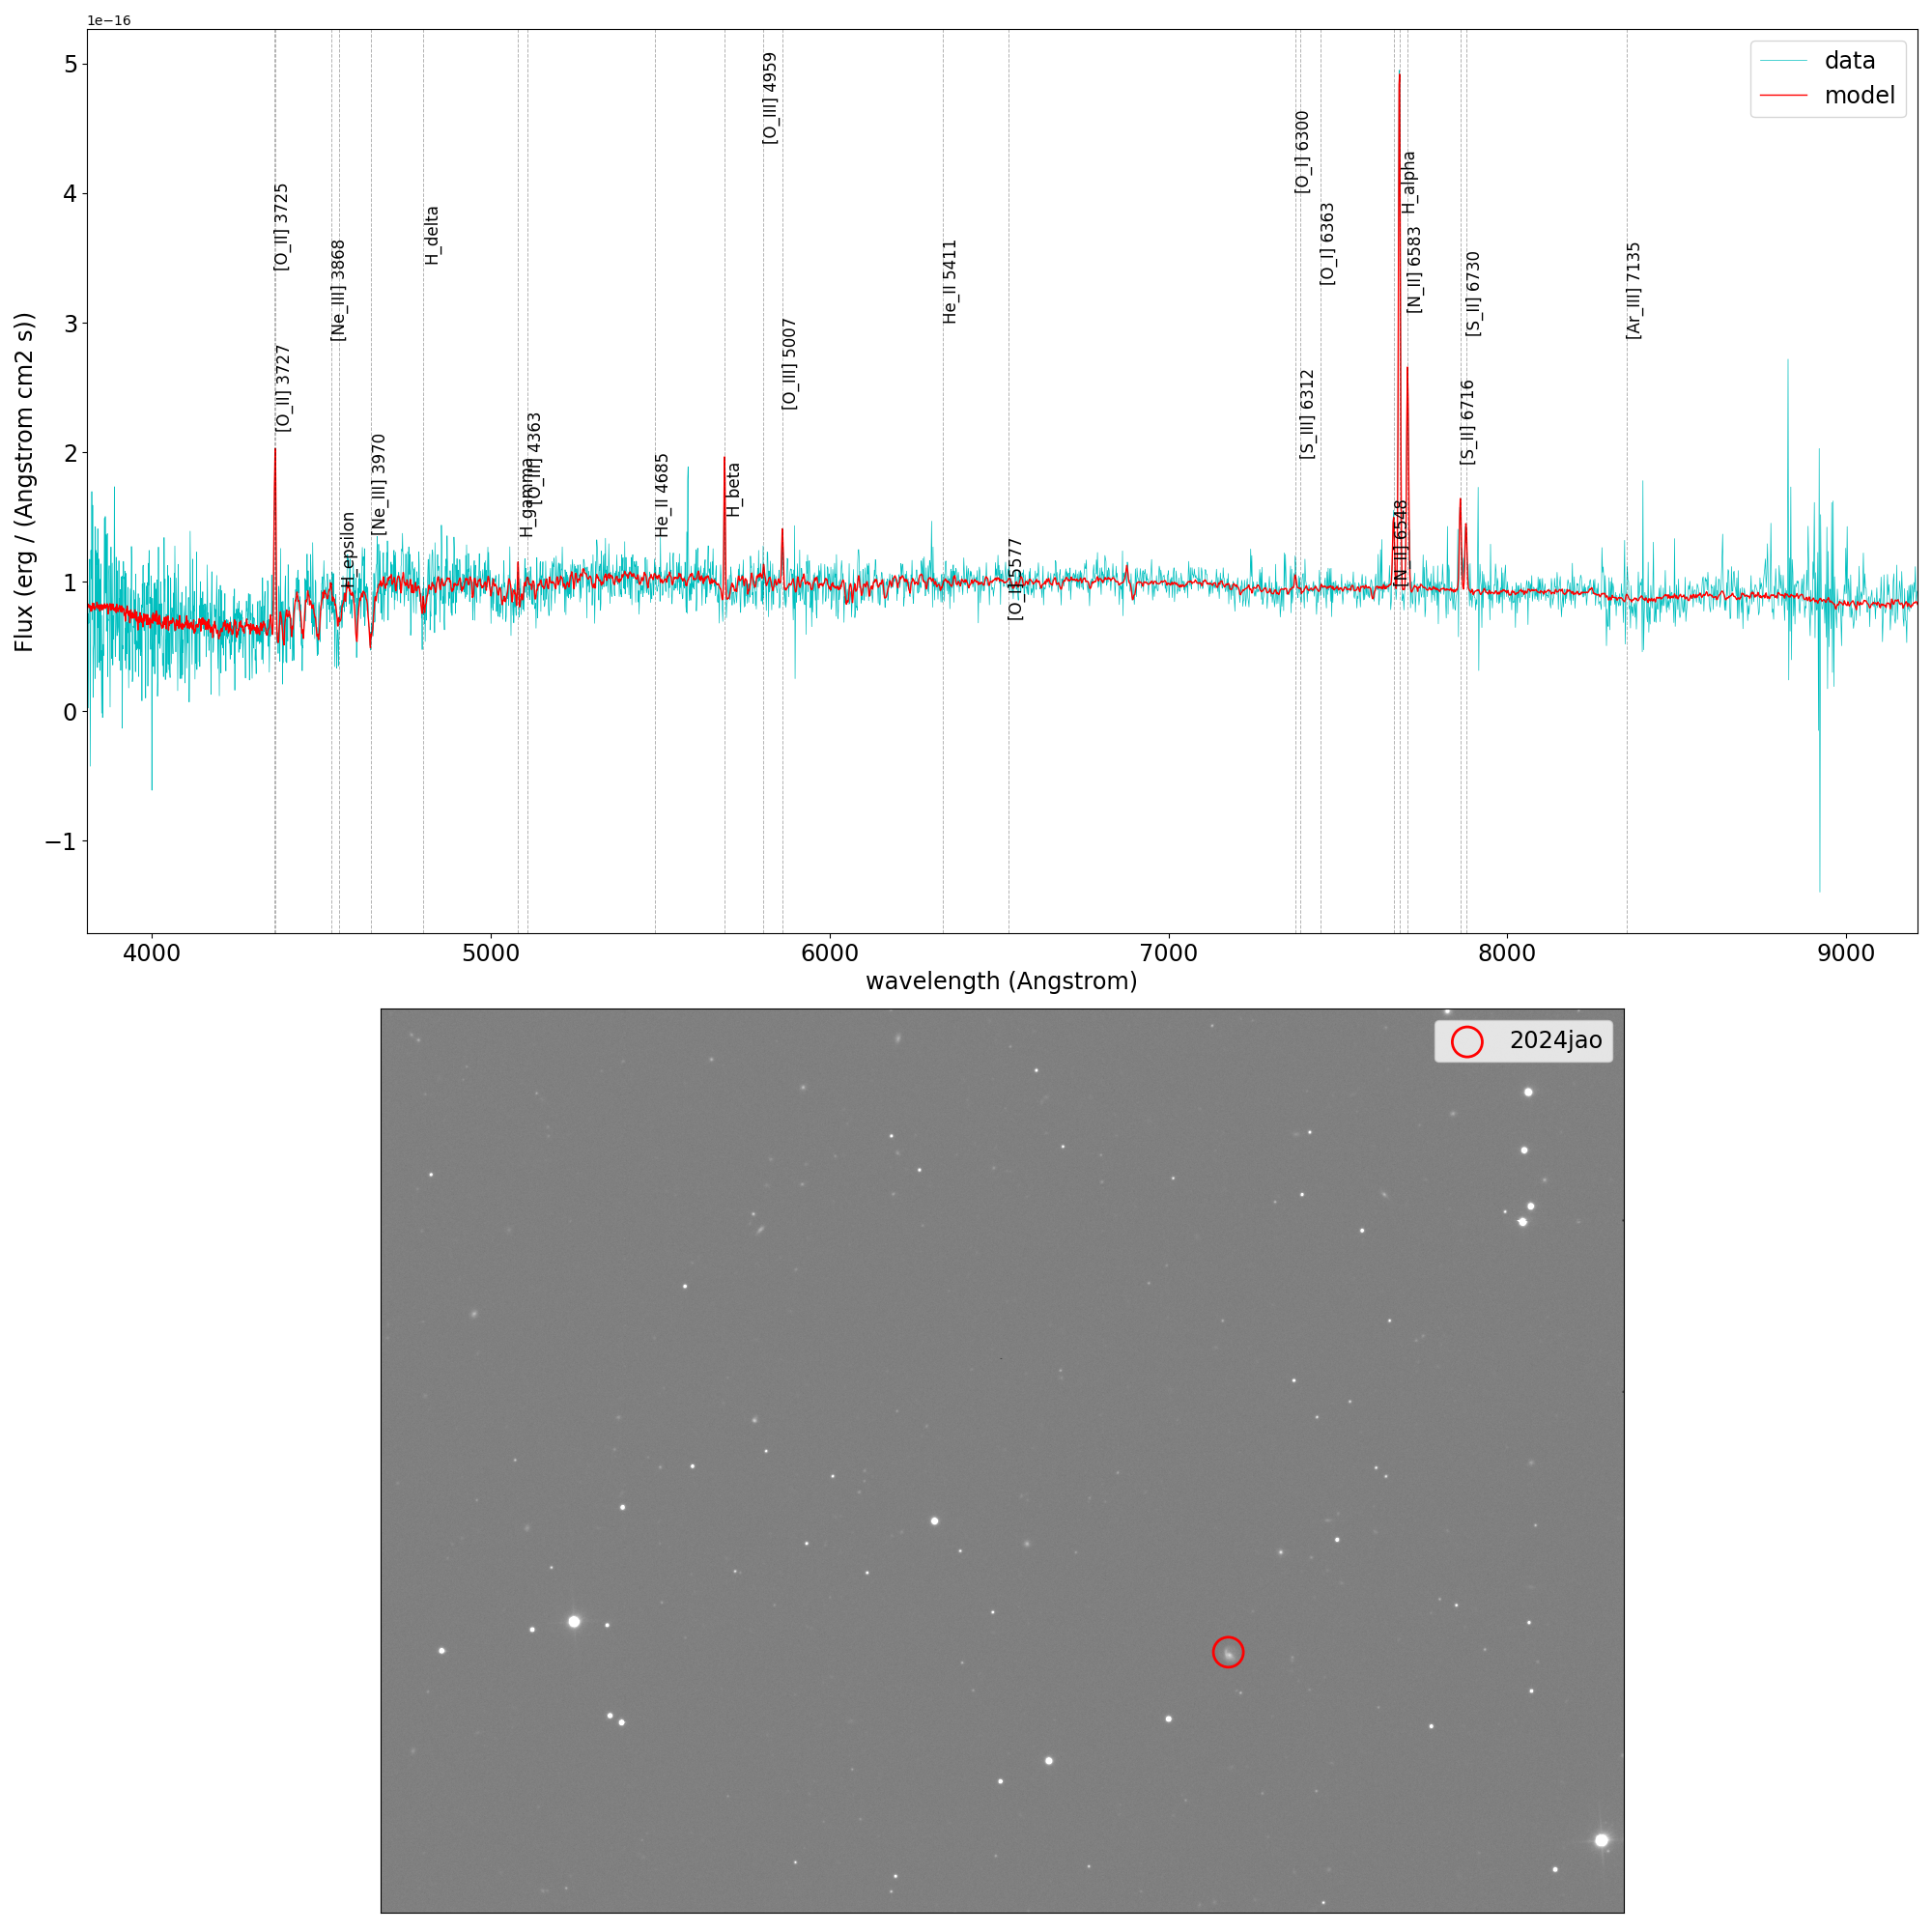 1e−16
data
model
5
4
3
2
1
0
−1
Flux (erg / (Angstrom cm2 s))
[O_II] 3725
[O_II] 3727
[Ne_III] 3868
H_epsilon
[Ne_III] 3970
H_delta
H_gamma
[O_III] 4363
He_II 4685
H_beta
[O_III] 4959
[O_III] 5007
He_II 5411
[O_I] 5577
[O_I] 6300
[S_III] 6312
[O_I] 6363
[N_II] 6548
H_alpha
[N_II] 6583
[S_II] 6716
[S_II] 6730
[Ar_III] 7135
4000
5000
6000
7000
8000
9000
wavelength (Angstrom)
2024jao